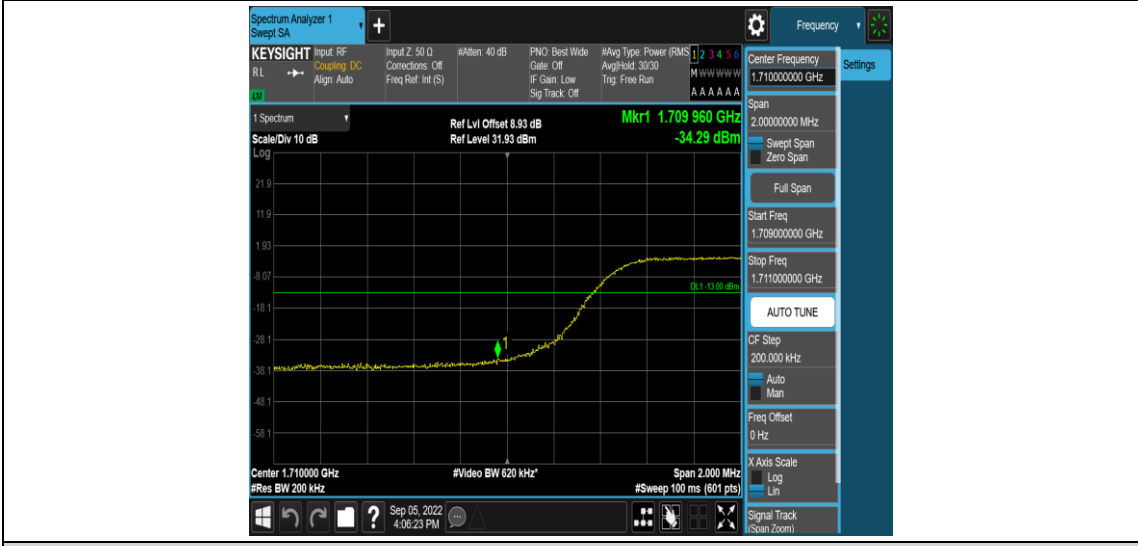 Spectrum Analyzer 1
Swept SA
+
Frequency
KEYSIGHT
RL
Input: RF
Coupling: DC
Align: Auto
Input Z: 50 Ω
Corrections: Off
Freq Ref: Int (S)
#Atten: 40 dB
PNO: Best Wide
Gate: Off
IF Gain: Low
Sig Track: Off
#Avg Type: Power (RMS
Avg|Hold: 30/30
Trig: Free Run
1 2 3 4 5 6
M W W W W W
A A A A A A
1 Spectrum
Scale/Div 10 dB
Log
Ref Lvl Offset 8.93 dB
Ref Level 31.93 dBm
Mkr1 1.709 960 GHz
-34.29 dBm
21.9
11.9
1.93
-8.07
-18.1
-28.1
-38.1
-48.1
-58.1
DL1 -13.00 dBm
1
Center 1.710000 GHz
#Res BW 200 kHz
#Video BW 620 kHz*
Span 2.000 MHz
#Sweep 100 ms (601 pts)
Sep 05, 2022
4:06:23 PM
?
Center Frequency
1.710000000 GHz
Settings
Span
2.00000000 MHz
Swept Span
Zero Span
Full Span
Start Freq
1.709000000 GHz
Stop Freq
1.711000000 GHz
AUTO TUNE
CF Step
200.000 kHz
Auto
Man
Freq Offset
0 Hz
X Axis Scale
Log
Lin
Signal Track
(Span Zoom)